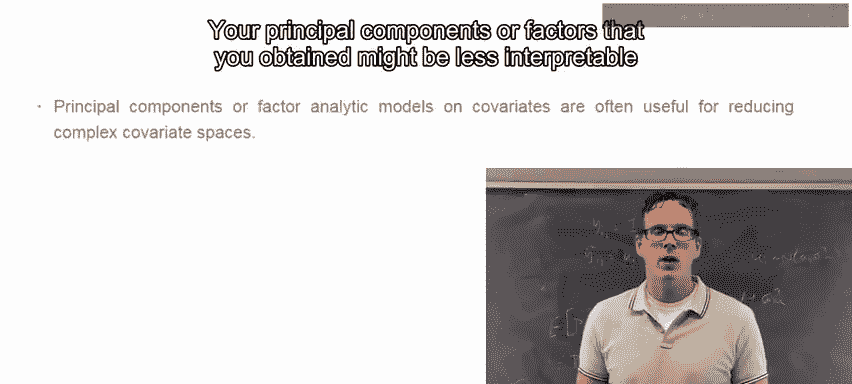 Your principal components or factors that
you obtained might be less interpretable
· Principal components or factor analytic models on covariates are often useful for reducing
complex covariate spaces.